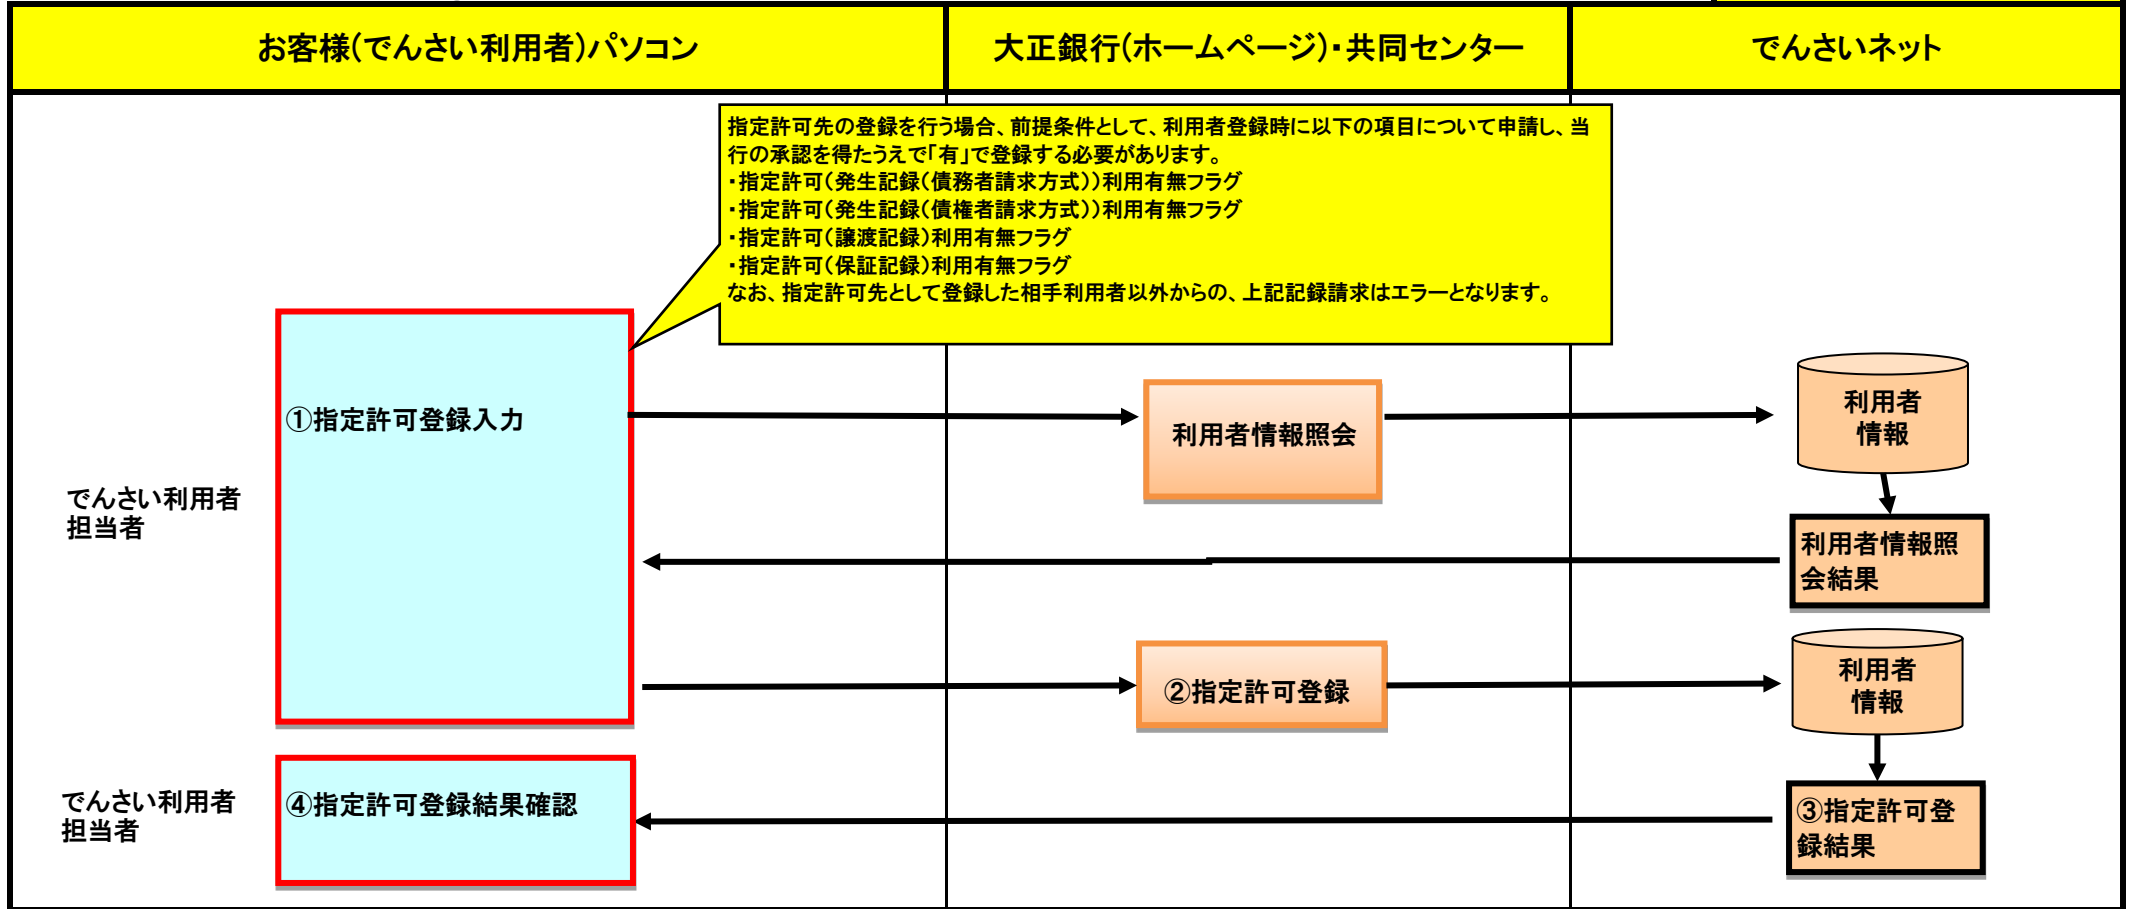 お客様(でんさい利用者)パソコン
大正銀行(ホームページ)・共同センター
でんさいネット
指定許可先の登録を行う場合、前提条件として、利用者登録時に以下の項目について申請し、当
行の承認を得たうえで「有」で登録する必要があります。
・指定許可(発生記録(債務者請求方式))利用有無フラグ
・指定許可(発生記録(債権者請求方式))利用有無フラグ
・指定許可(譲渡記録)利用有無フラグ
・指定許可(保証記録)利用有無フラグ
なお、指定許可先として登録した相手利用者以外からの、上記記録請求はエラーとなります。
でんさい利用者
担当者
①指定許可登録入力
利用者情報照会
利用者
情報
利用者情報照
会結果
②指定許可登録
利用者
情報
③指定許可登
録結果
でんさい利用者
担当者
④指定許可登録結果確認